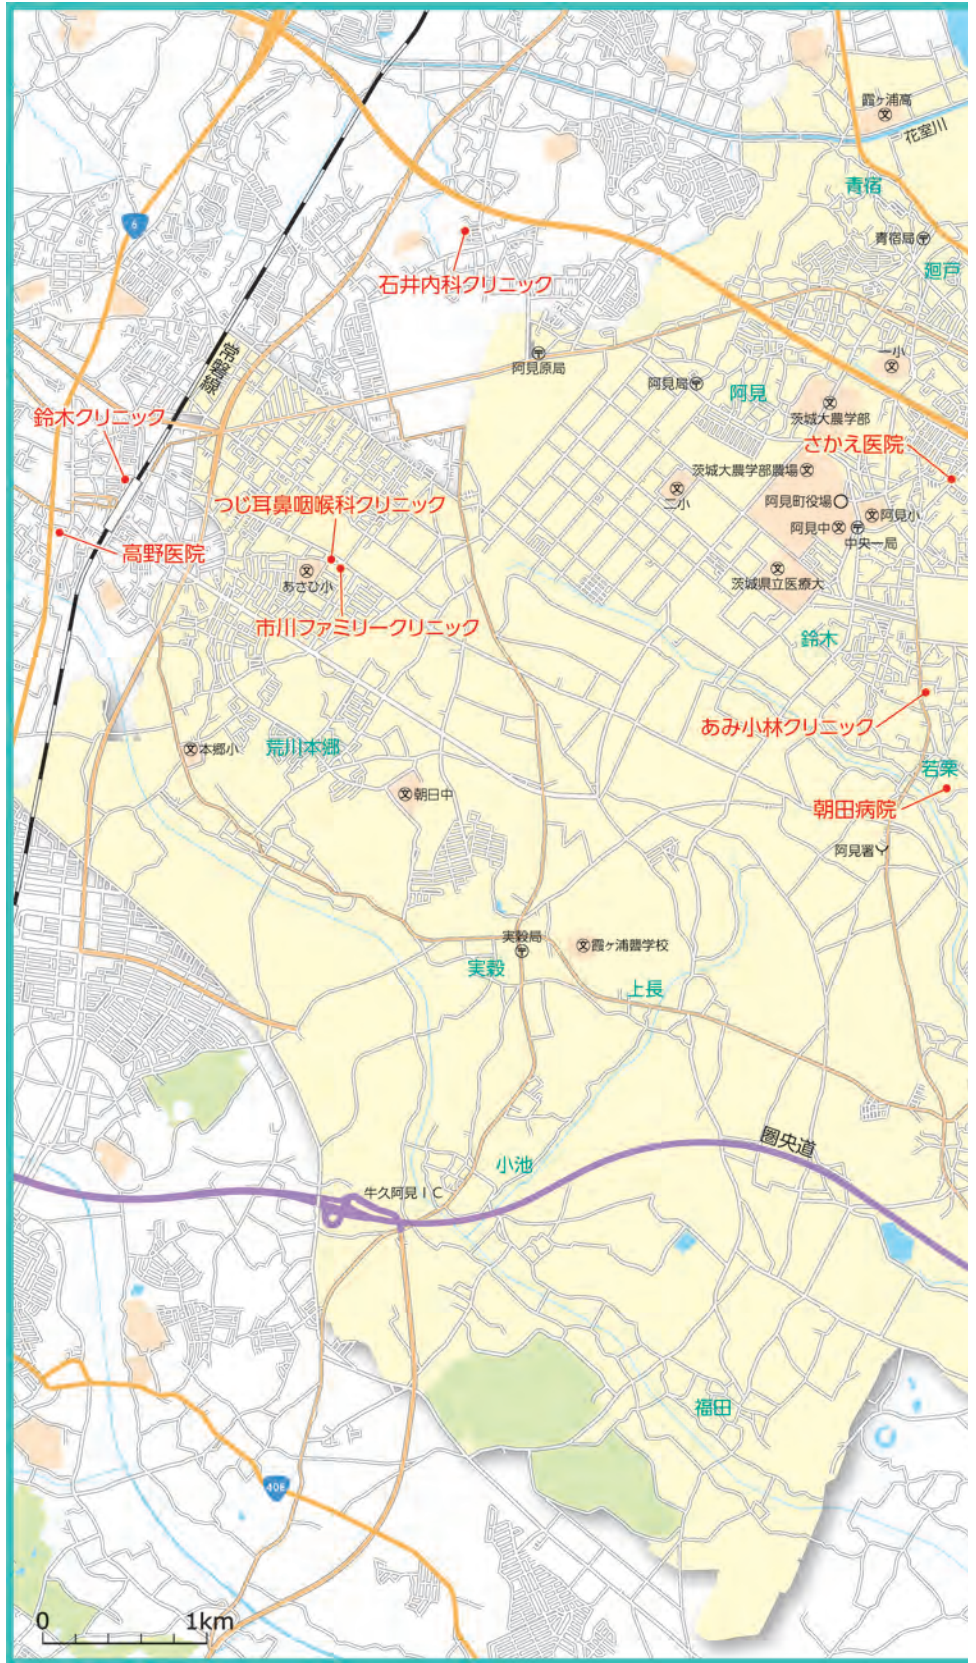 霞ヶ浦高
花室川
青宿
6
青宿局
廻戸
石井内科クリニック
常磐線
阿見原局
一小
阿見局
阿見
茨城大農学部
鈴木クリニック
さかえ医院
茨城大農学部農場
つじ耳鼻咽喉科クリニック
二小
阿見町役場
阿見小
高野医院
阿見中
中央一局
あさひ小
茨城県立医療大
市川ファミリークリニック
鈴木
あみ小林クリニック
本郷小
荒川本郷
若栗
朝日中
朝田病院
阿見署
実穀局
霞ヶ浦聾学校
実穀
上長
圏央道
小池
牛久阿見IC
福田
408
0 1km